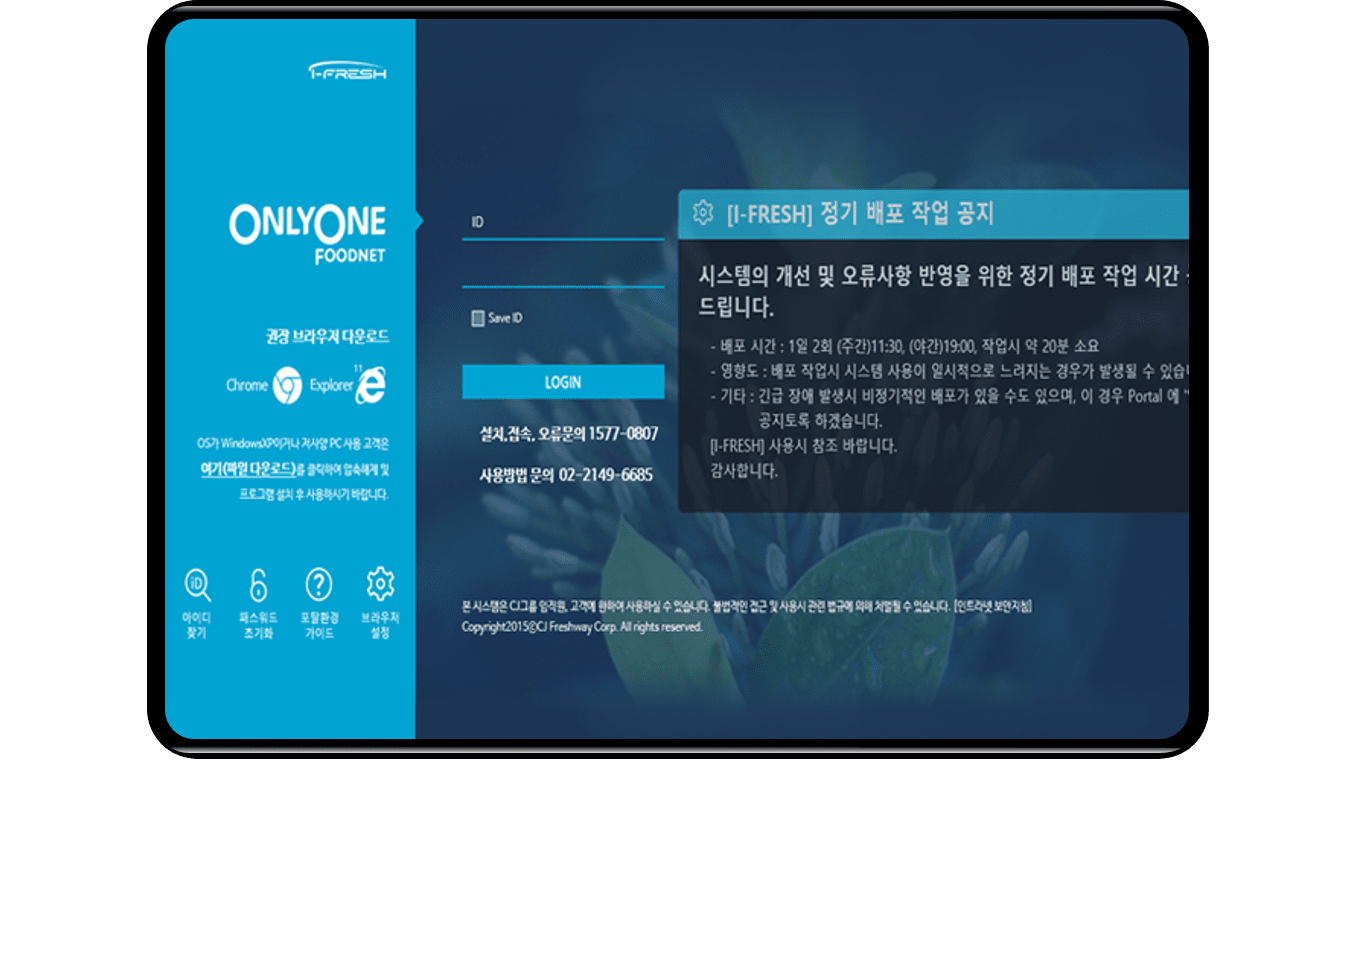 I-FRESH
ONLYONE
FOODNET
권장 브라우저 다운로드
Chrome Explorer 11
OS가 WindowsXP이거나 저사양 PC 사용 고객은
여기(파일 다운로드)를 클릭하여 압축해제 및
프로그램 설치 후 사용하시기 바랍니다.
아이디
찾기
패스워드
초기화
포탈환경
가이드
브라우저
설정
ID
Save ID
LOGIN
설치,접속, 오류문의 1577-0807
사용방법 문의 02-2149-6685
[I-FRESH] 정기 배포 작업 공지
시스템의 개선 및 오류사항 반영을 위한 정기 배포 작업 시간
드립니다.
- 배포 시간 : 1일 2회 (주간)11:30, (야간)19:00, 작업시 약 20분 소요
- 영향도 : 배포 작업시 시스템 사용이 일시적으로 느려지는 경우가 발생될 수 있습니
- 기타 : 긴급 장애 발생시 비정기적인 배포가 있을 수도 있으며, 이 경우 Portal 에 "
공지토록 하겠습니다.
[I-FRESH] 사용시 참조 바랍니다.
감사합니다.
본 시스템은 CJ그룹 임직원, 고객에 한하여 사용하실 수 있습니다. 불법적인 접근 및 사용시 관련 법규에 의해 처벌될 수 있습니다. [인트라넷 보안지침]
Copyright2015©CJ Freshway Corp. All rights reserved.